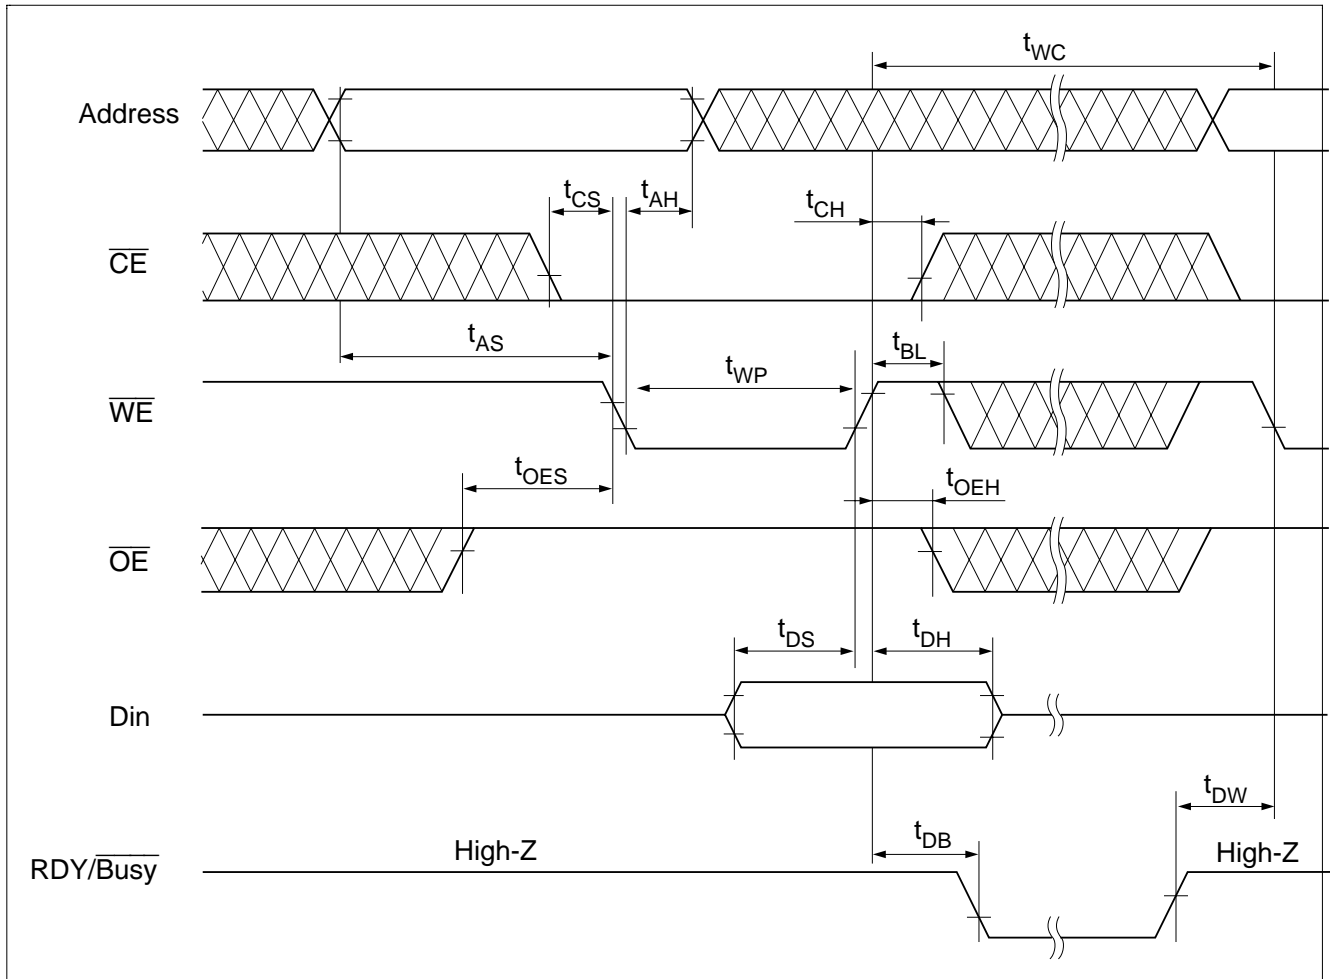 tWC
Address
tCS
tAH
tCH
CE
tAS
tBL
tWP
WE
tOES
tOEH
OE
tDS
tDH
Din
tDW
tDB
High-Z
High-Z
RDY/Busy